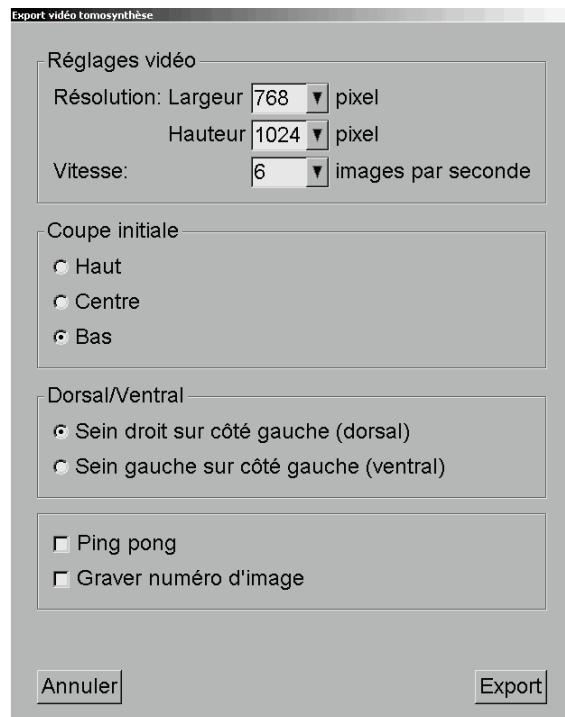 Export vidéo tomosynthèse
Réglages vidéo
Résolution: Largeur 768 pixel
Hauteur 1024 pixel
Vitesse: 6 images par seconde
Coupe initiale
Haut
Centre
Bas
Dorsal/Ventral
Sein droit sur côté gauche (dorsal)
Sein gauche sur côté gauche (ventral)
Ping pong
Graver numéro d'image
Annuler Export